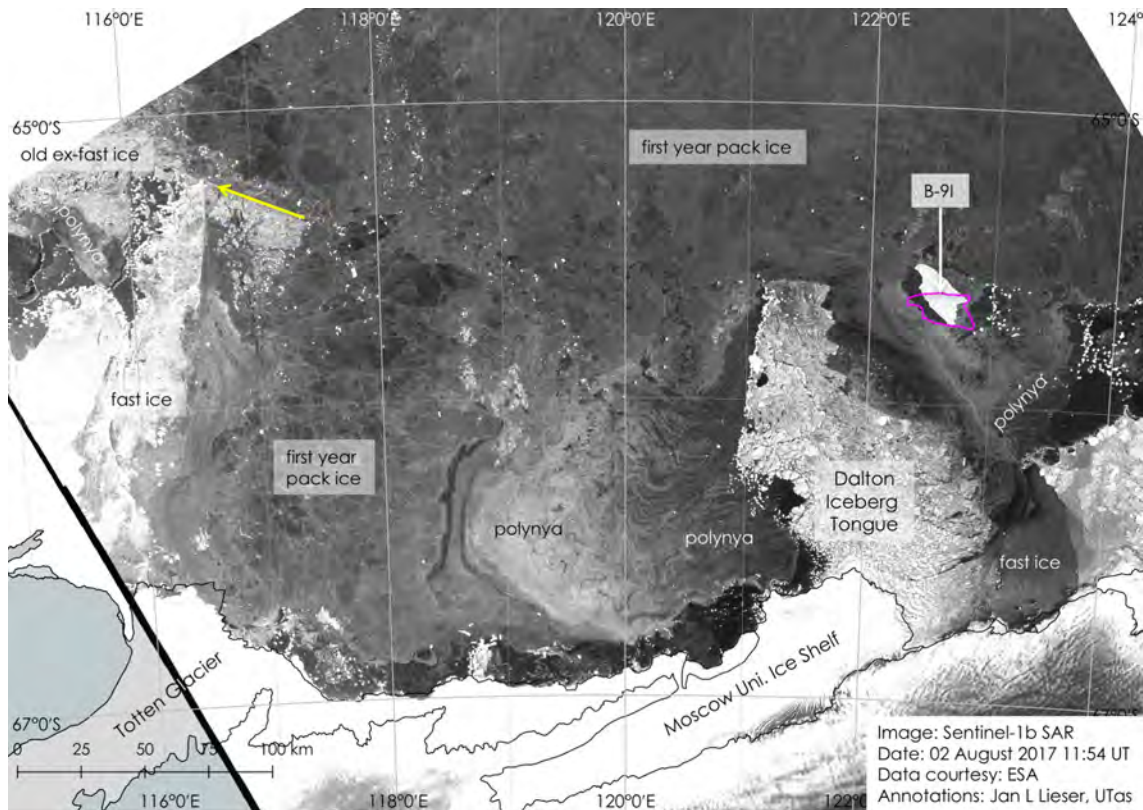 116°0'E
118°0'E
120°0'E
122°0'E
124°
65°0'S
65°0'S
old ex-fast ice
first year pack ice
B-9I
polynya
fast ice
polynya
first year
pack ice
Dalton
Iceberg
Tongue
polynya
polynya
fast ice
Totten Glacier
Moscow Uni. Ice Shelf
67°0'S
0
25
50
75
100 km
116°0'E
118°0'E
120°0'E
Image: Sentinel-1b SAR
Date: 02 August 2017 11:54 UT
Data courtesy: ESA
Annotations: Jan L Lieser, UTas